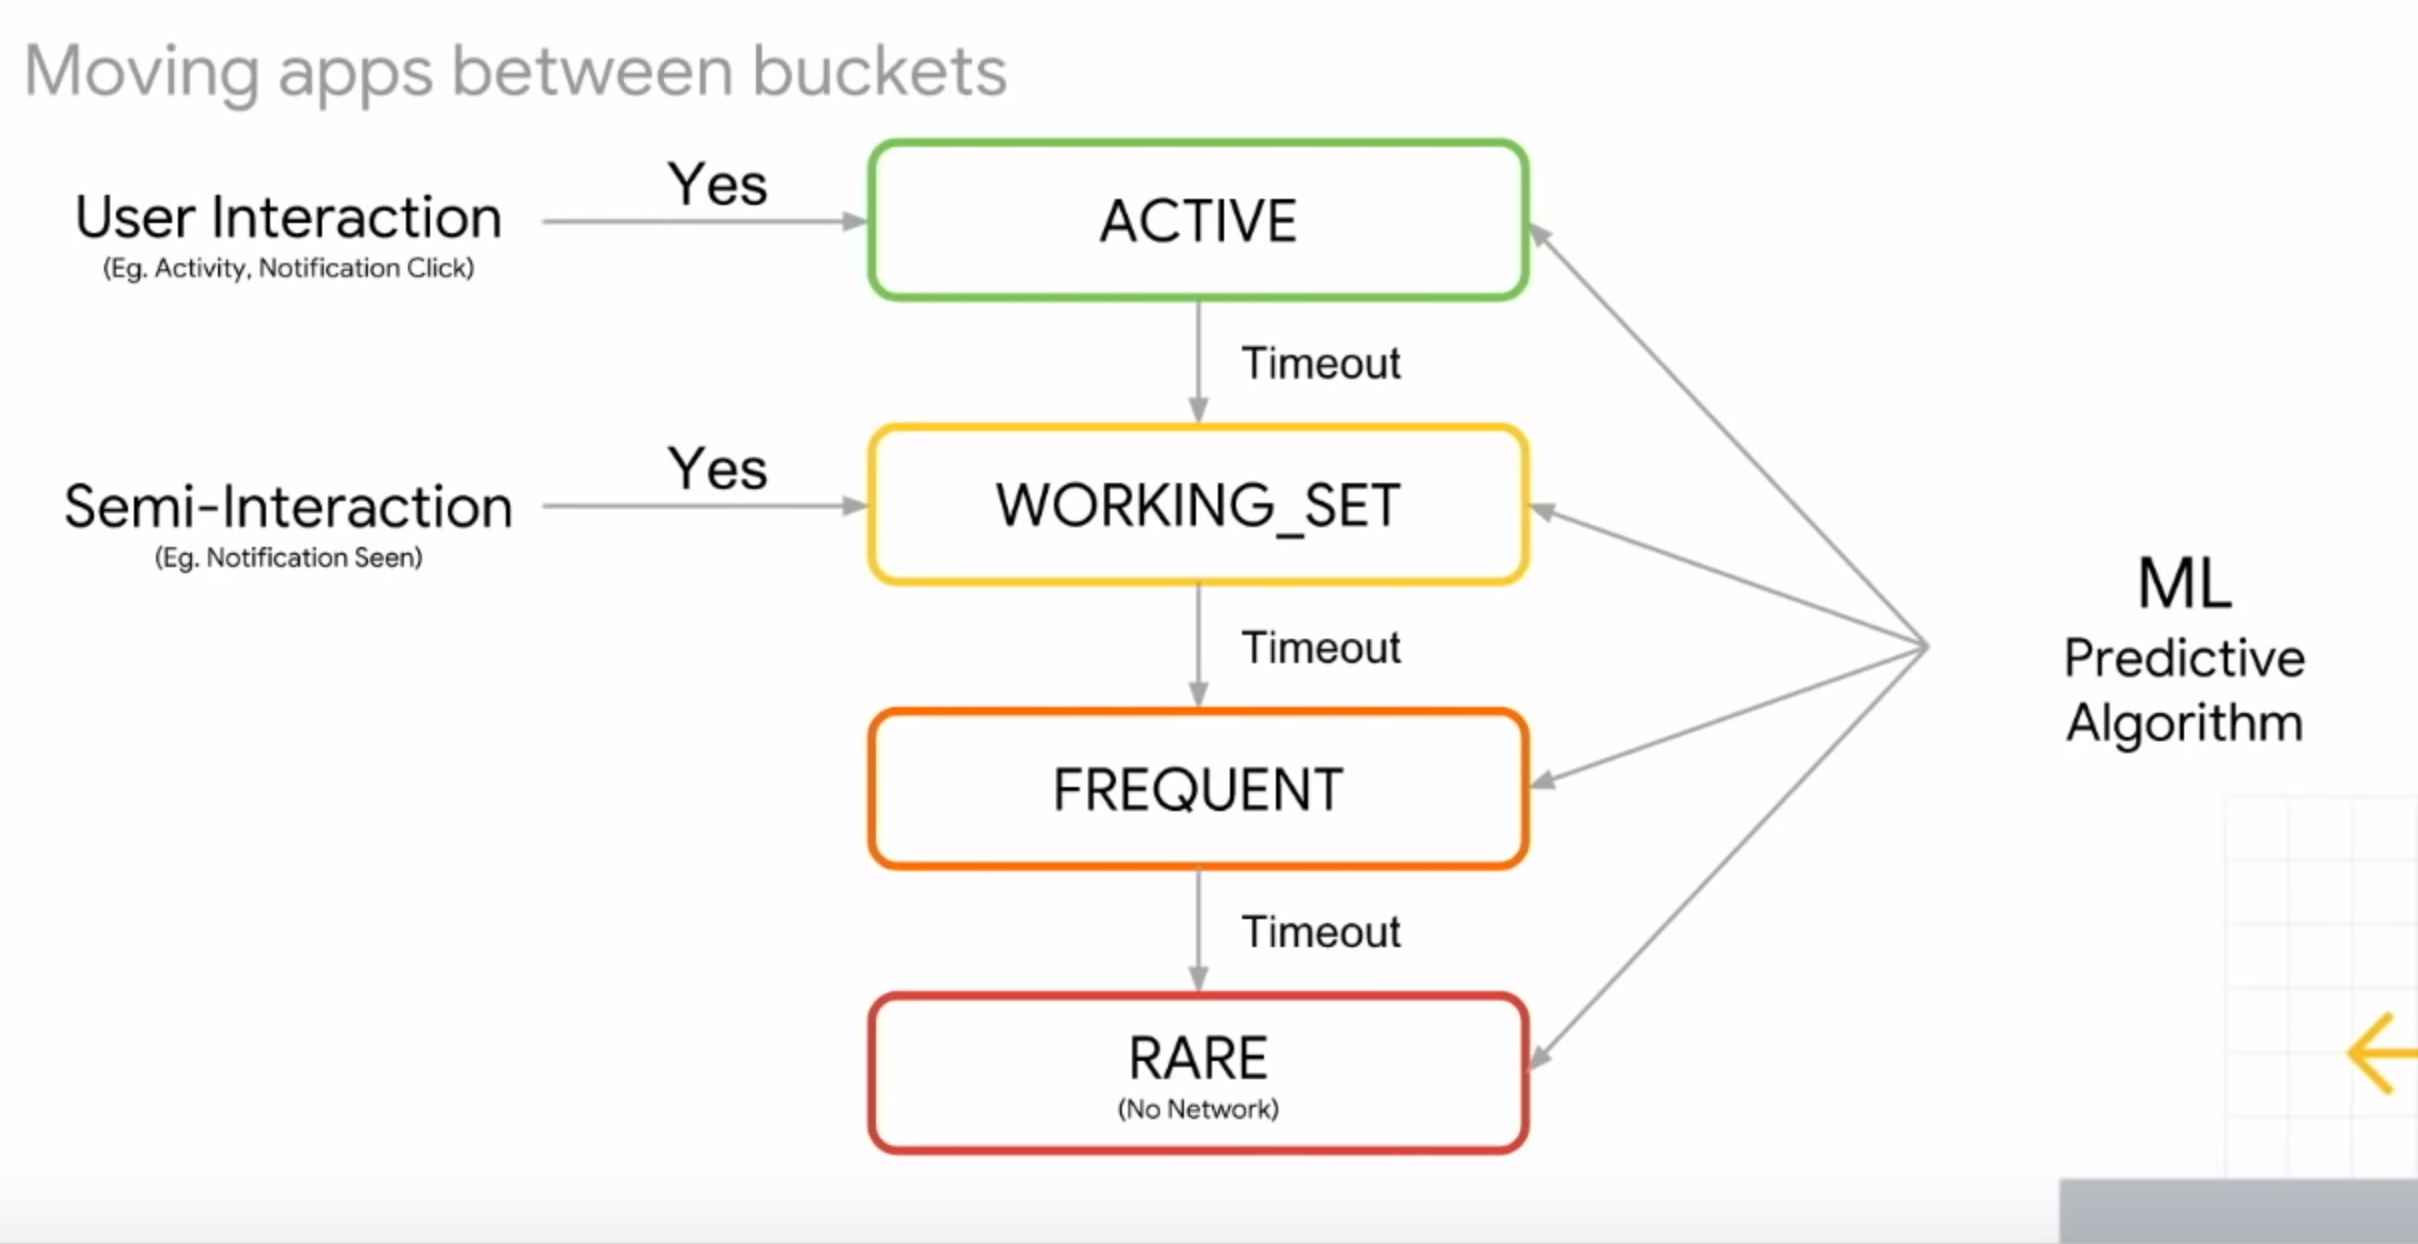 Moving apps between buckets
User Interaction
(Eg. Activity, Notification Click)
Yes
ACTIVE
Timeout
Semi-Interaction
(Eg. Notification Seen)
Yes
WORKING_SET
Timeout
ML
Predictive
Algorithm
FREQUENT
Timeout
RARE
(No Network)